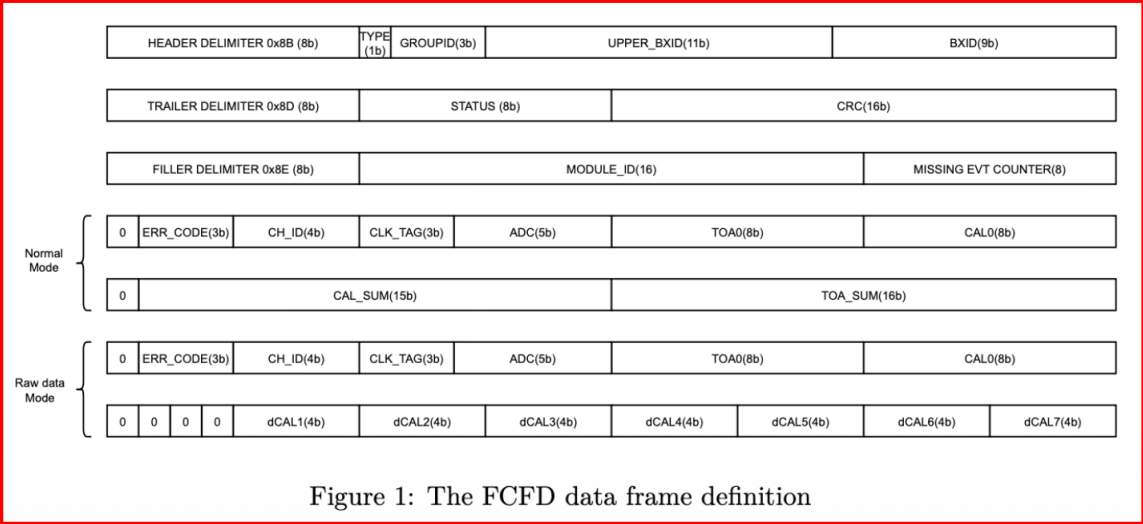 HEADER DELIMITER 0x8B (8b) TYPE (1b) GROUPID(3b) UPPER_BXID(11b) BXID(9b)
TRAILER DELIMITER 0x8D (8b) STATUS (8b) CRC(16b)
FILLER DELIMITER 0x8E (8b) MODULE_ID(16) MISSING EVT COUNTER(8)
Normal Mode
0 ERR_CODE(3b) CH_ID(4b) CLK_TAG(3b) ADC(5b) TOA0(8b) CAL0(8b)
0 CAL_SUM(15b) TOA_SUM(16b)
Raw data Mode
0 ERR_CODE(3b) CH_ID(4b) CLK_TAG(3b) ADC(5b) TOA0(8b) CAL0(8b)
0 0 0 0 dCAL1(4b) dCAL2(4b) dCAL3(4b) dCAL4(4b) dCAL5(4b) dCAL6(4b) dCAL7(4b)
Figure 1: The FCFD data frame definition